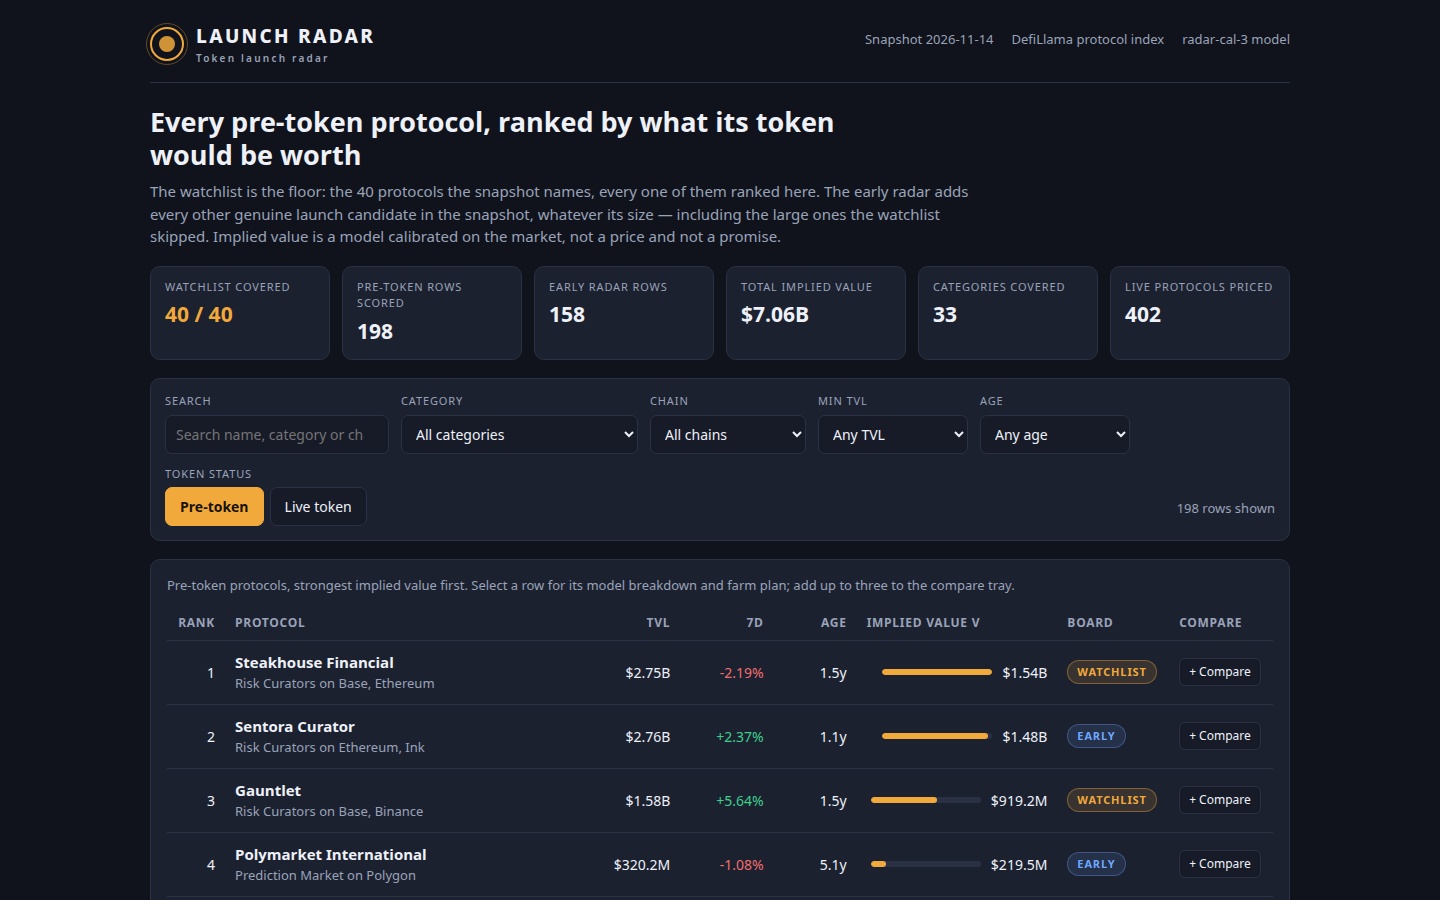 LAUNCH RADAR
Token launch radar
Snapshot 2026-11-14 DefiLlama protocol index radar-cal-3 model
Every pre-token protocol, ranked by what its token
would be worth
The watchlist is the floor: the 40 protocols the snapshot names, every one of them ranked here. The early radar adds
every other genuine launch candidate in the snapshot, whatever its size — including the large ones the watchlist
skipped. Implied value is a model calibrated on the market, not a price and not a promise.
WATCHLIST COVERED
40 / 40
PRE-TOKEN ROWS
SCORED
198
EARLY RADAR ROWS
158
TOTAL IMPLIED VALUE
$7.06B
CATEGORIES COVERED
33
LIVE PROTOCOLS PRICED
402
SEARCH
Search name, category or ch
CATEGORY
All categories
CHAIN
All chains
MIN TVL
Any TVL
AGE
Any age
TOKEN STATUS
Pre-token Live token
198 rows shown
Pre-token protocols, strongest implied value first. Select a row for its model breakdown and farm plan; add up to three to the compare tray.
RANK PROTOCOL TVL 7D AGE IMPLIED VALUE V BOARD COMPARE
1 Steakhouse Financial $2.75B -2.19% 1.5y $1.54B WATCHLIST + Compare
Risk Curators on Base, Ethereum
2 Sentora Curator $2.76B +2.37% 1.1y $1.48B EARLY + Compare
Risk Curators on Ethereum, Ink
3 Gauntlet $1.58B +5.64% 1.5y $919.2M WATCHLIST + Compare
Risk Curators on Base, Binance
4 Polymarket International $320.2M -1.08% 5.1y $219.5M EARLY + Compare
Prediction Market on Polygon